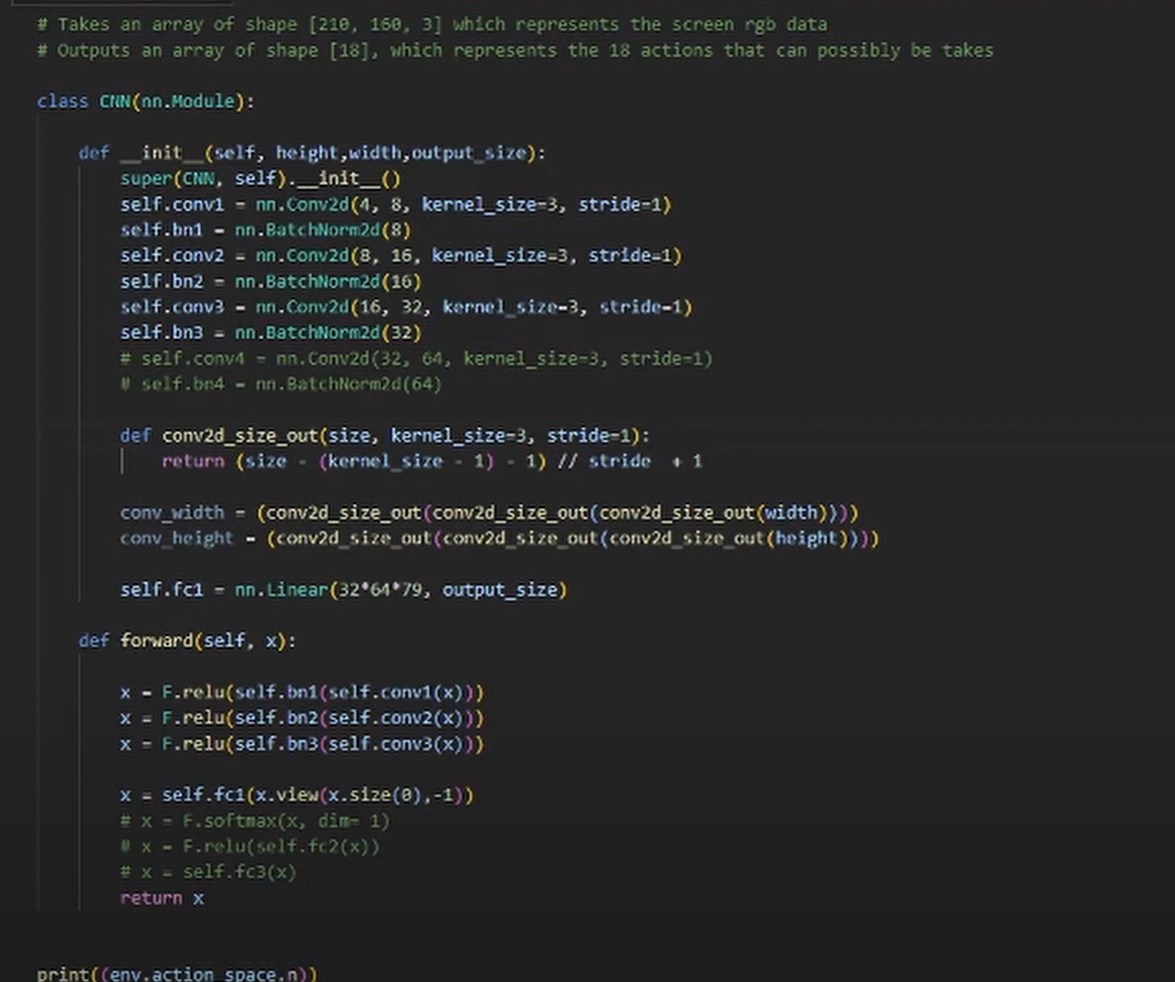 # Takes an array of shape [210, 160, 3] which represents the screen rgb data
# Outputs an array of shape [18], which represents the 18 actions that can possibly be takes
class CNN(nn.Module):
def __init__(self, height,width,output_size):
super(CNN, self).__init__()
self.conv1 = nn.Conv2d(4, 8, kernel_size=3, stride=1)
self.bn1 = nn.BatchNorm2d(8)
self.conv2 = nn.Conv2d(8, 16, kernel_size=3, stride=1)
self.bn2 = nn.BatchNorm2d(16)
self.conv3 = nn.Conv2d(16, 32, kernel_size=3, stride=1)
self.bn3 = nn.BatchNorm2d(32)
# self.conv4 = nn.Conv2d(32, 64, kernel_size=3, stride=1)
# self.bn4 = nn.BatchNorm2d(64)
def conv2d_size_out(size, kernel_size=3, stride=1):
return (size - (kernel_size - 1) - 1) // stride  + 1
conv_width = (conv2d_size_out(conv2d_size_out(conv2d_size_out(width))))
conv_height = (conv2d_size_out(conv2d_size_out(conv2d_size_out(height))))
self.fc1 = nn.Linear(32*64*79, output_size)
def forward(self, x):
x = F.relu(self.bn1(self.conv1(x)))
x = F.relu(self.bn2(self.conv2(x)))
x = F.relu(self.bn3(self.conv3(x)))
x = self.fc1(x.view(x.size(0),-1))
# x = F.softmax(x, dim= 1)
# x = F.relu(self.fc2(x))
# x = self.fc3(x)
return x
print((env.action_space.n))